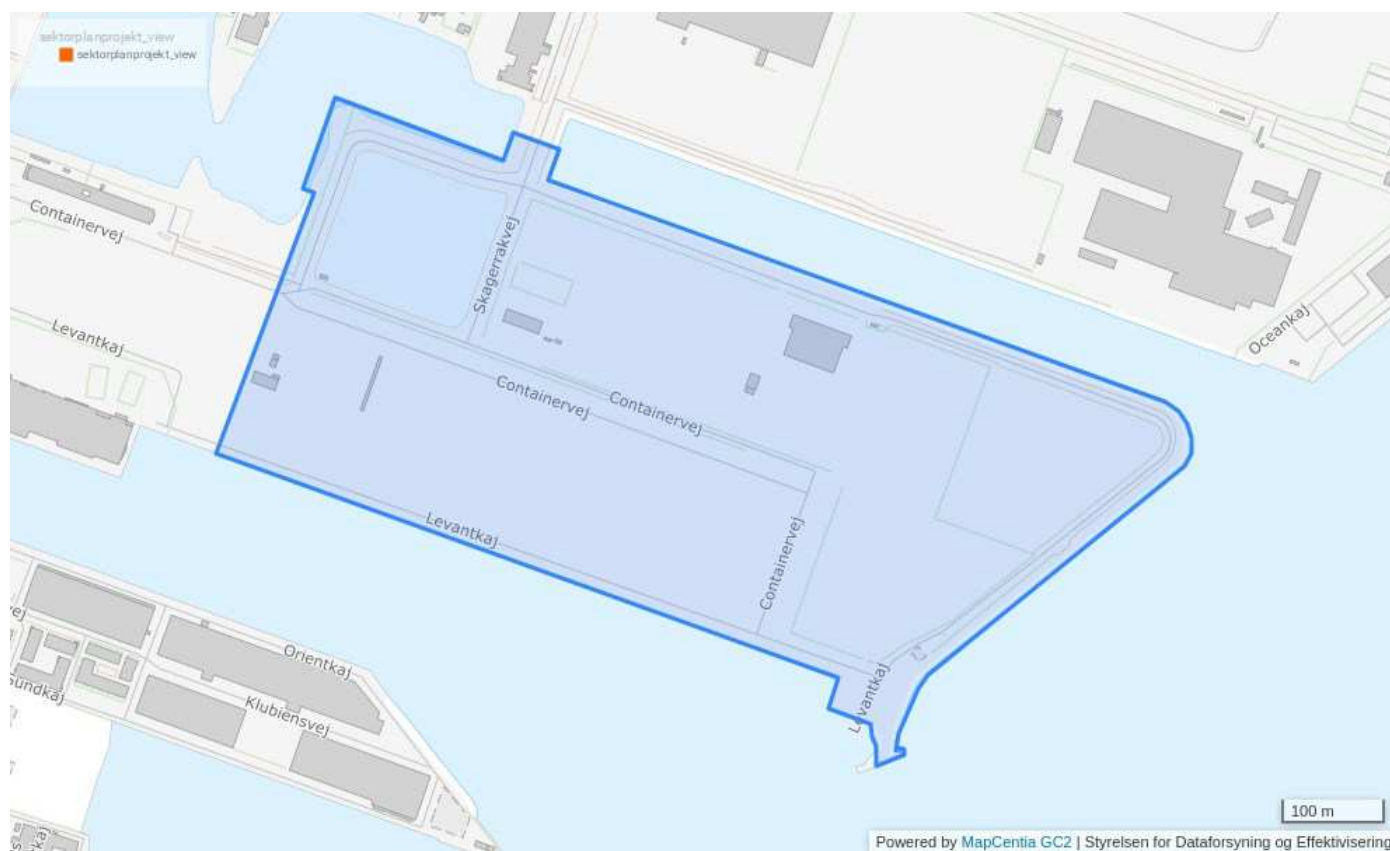 sektorplanprojekt_view
sektorplanprojekt_view
Containervej
Skagerrakvej
Levantkaj
Oceankaj
Containervej
Containervej
Levantkaj
Containervej
Orientkaj
Sundkaj
Klubiensvej
Levantkaj
100 m
Powered by MapCentia GC2 | Styrelsen for Dataforsyning og Effektivisering